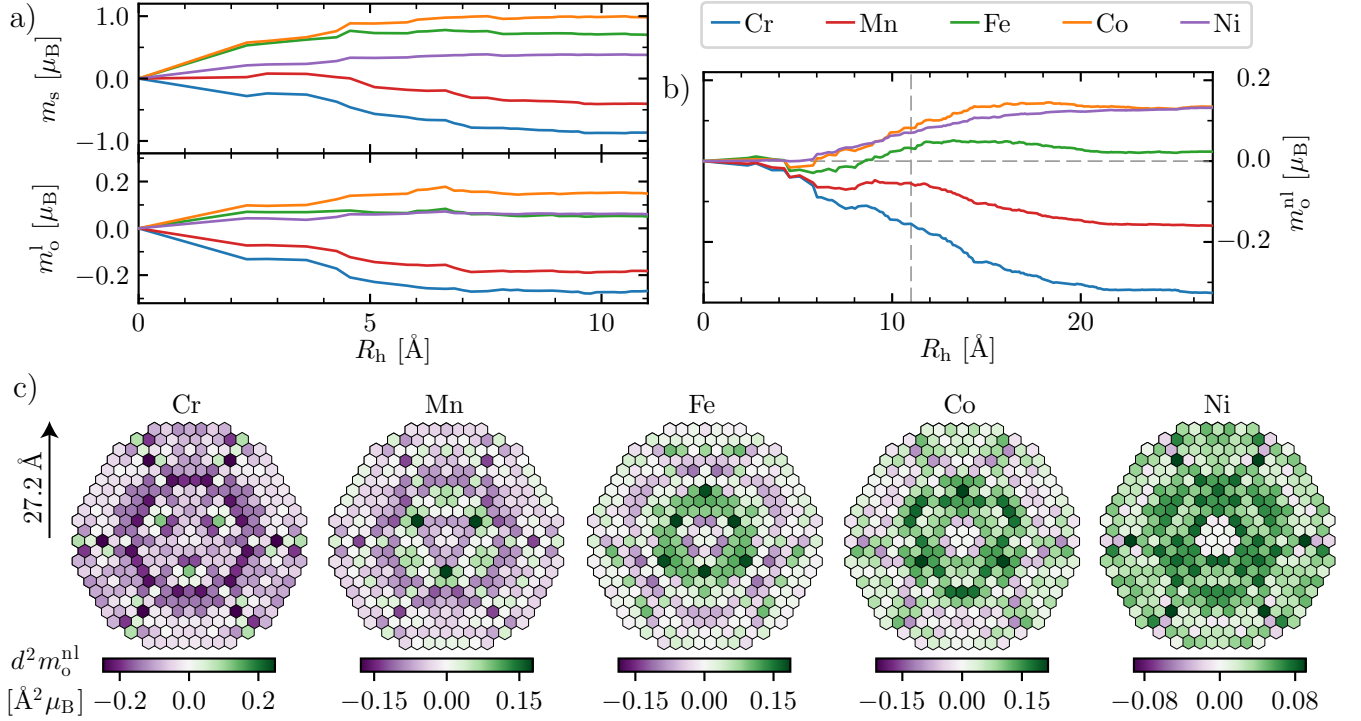 a)
1.0
0.0
−1.0
m_s [μ_B]
0.2
0.0
−0.2
m_o^l [μ_B]
0 5 10
R_h [Å]
Cr Mn Fe Co Ni
b)
0.2
0.0
−0.2
m_o^nl [μ_B]
0 10 20
R_h [Å]
c)
Cr Mn Fe Co Ni
27.2 Å
d² m_o^nl
[Å² μ_B]
−0.2 0.0 0.2
−0.15 0.00 0.15
−0.15 0.00 0.15
−0.15 0.00 0.15
−0.08 0.00 0.08